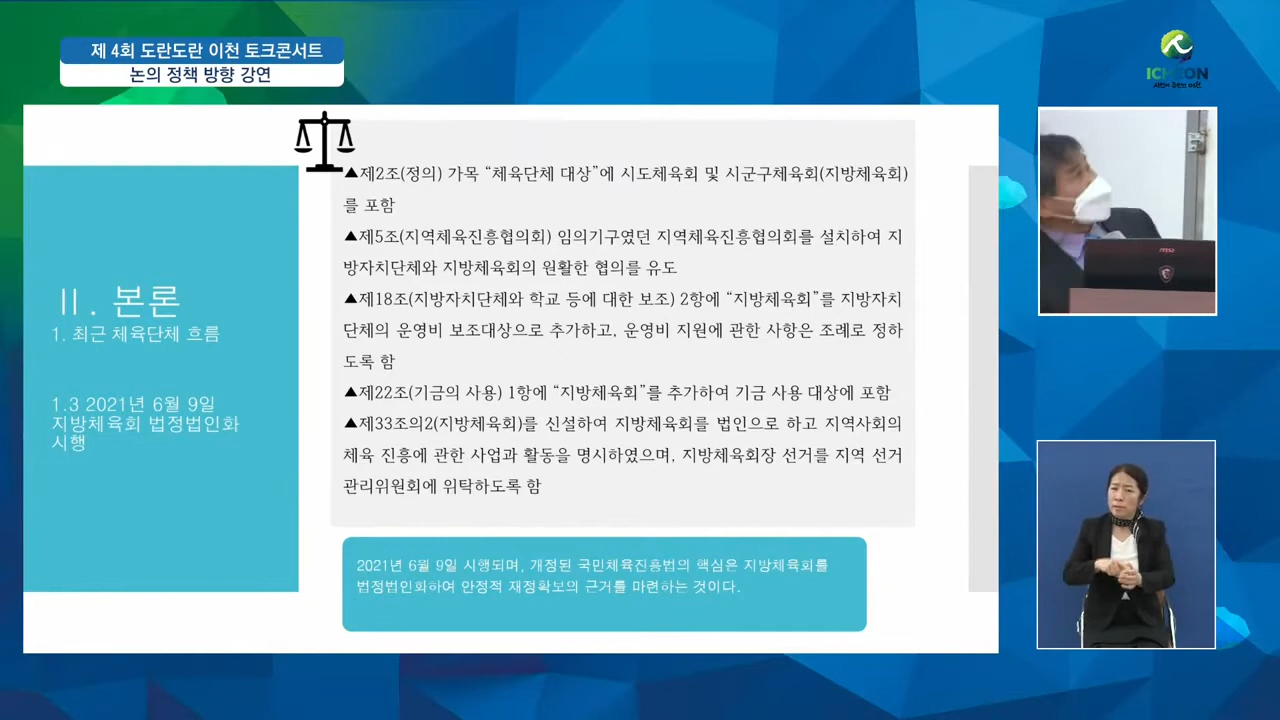 제 4회 도란도란 이천 토크콘서트
논의 정책 방향 강연
ICHEON
Ⅱ. 본론
1. 최근 체육단체 흐름
1.3 2021년 6월 9일
지방체육회 법정법인화
시행
▲제2조(정의) 가목 “체육단체 대상”에 시도체육회 및 시군구체육회(지방체육회)
를 포함
▲제5조(지역체육진흥협의회) 임의기구였던 지역체육진흥협의회를 설치하여 지
방자치단체와 지방체육회의 원활한 협의를 유도
▲제18조(지방자치단체와 학교 등에 대한 보조) 2항에 “지방체육회”를 지방자치
단체의 운영비 보조대상으로 추가하고, 운영비 지원에 관한 사항은 조례로 정하
도록 함
▲제22조(기금의 사용) 1항에 “지방체육회”를 추가하여 기금 사용 대상에 포함
▲제33조의2(지방체육회)를 신설하여 지방체육회를 법인으로 하고 지역사회의
체육 진흥에 관한 사업과 활동을 명시하였으며, 지방체육회장 선거를 지역 선거
관리위원회에 위탁하도록 함
2021년 6월 9일 시행되며, 개정된 국민체육진흥법의 핵심은 지방체육회를
법정법인화하여 안정적 재정확보의 근거를 마련하는 것이다.
msi